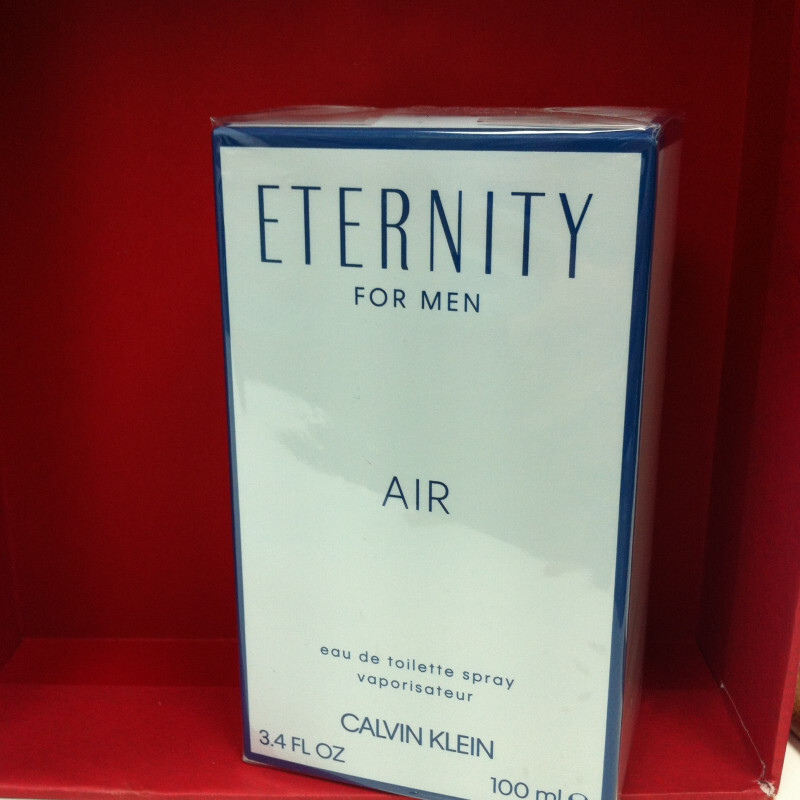 ETERNITY
FOR MEN
AIR
eau de toilette spray
vaporisateur
CALVIN KLEIN
3.4 FL OZ
100 ml ℮